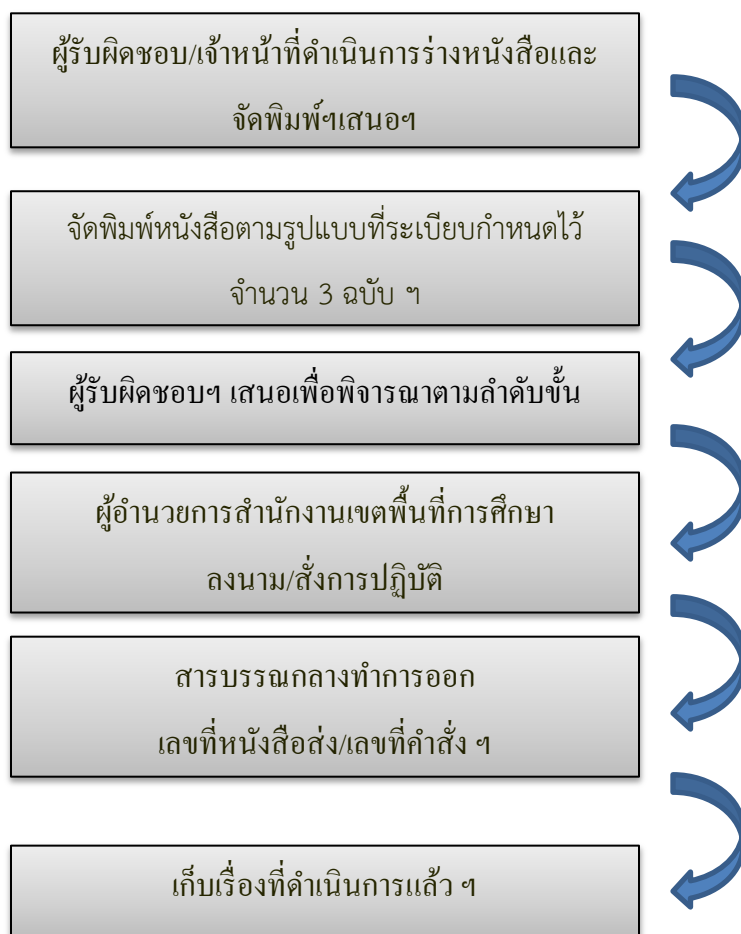 ผู้รับผิดชอบ/เจ้าหน้าที่ดำเนินการร่างหนังสือและ
จัดพิมพ์ฯเสนอฯ
จัดพิมพ์หนังสือตามรูปแบบที่ระเบียบกำหนดไว้
จำนวน 3 ฉบับ ฯ
ผู้รับผิดชอบฯ เสนอเพื่อพิจารณาตามลำดับขั้น
ผู้อำนวยการสำนักงานเขตพื้นที่การศึกษา
ลงนาม/สั่งการปฏิบัติ
สารบรรณกลางทำการออก
เลขที่หนังสือส่ง/เลขที่คำสั่ง ฯ
เก็บเรื่องที่ดำเนินการแล้ว ฯ